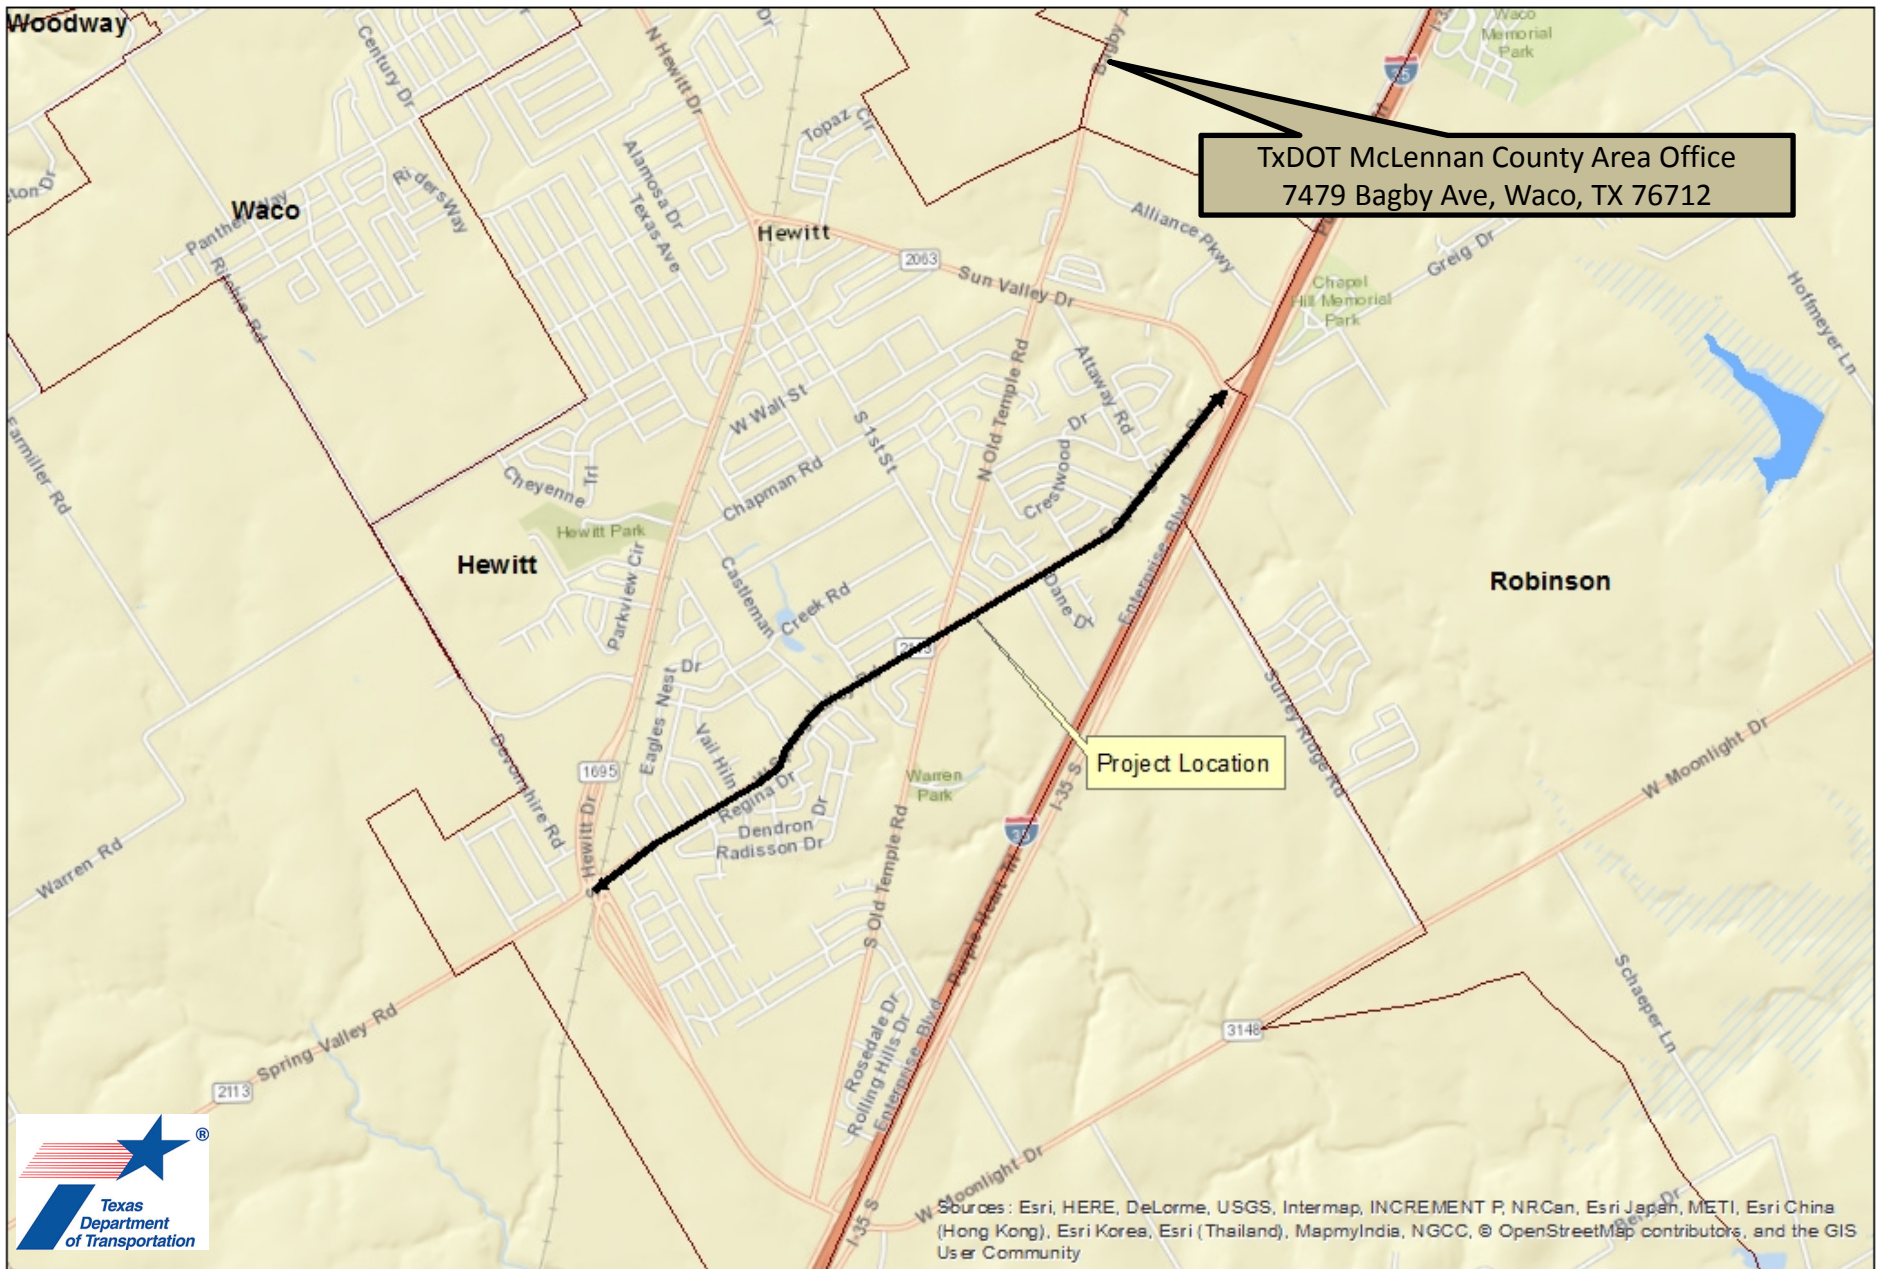 Woodway
Century Dr
N Hewitt Dr
Dr
Waco
Memorial
Park
35
Topaz Cir
TxDOT McLennan County Area Office
7479 Bagby Ave, Waco, TX 76712
Alamosa Dr
Texas Ave
Waco
Panther Way
Ritchie Rd
Hewitt
2063
Sun Valley Dr
Alliance Pkwy
Greig Dr
Chapel
Hill Memorial
Park
Hoffmeyer Ln
Attaway Rd
N Old Temple Rd
W Wall St
S 1st St
Crestwood Dr
Farmiller Rd
Cheyenne Trl
Chapman Rd
Hewitt Park
Hewitt
Parkview Cir
Castleman
Creek Rd
Dane D
Enterprise Blvd
Robinson
Surrey Ridge Rd
Eagles Nest Dr
Vail Hiln
Project Location
1695
Devonshire Rd
Regina Dr
Dendron Dr
Radisson Dr
Warren
Park
I-35 S
35
W Moonlight Dr
Warren Rd
S Hewitt Dr
S Old Temple Rd
Purple Heart Trl
Schaeper Ln
Rosedale Dr
Rolling Hills Dr
Enterprise Blvd
3148
Spring Valley Rd
2113
W Moonlight Dr
I-35 S
®
Texas
Department
of Transportation
Sources: Esri, HERE, DeLorme, USGS, Intermap, INCREMENT P, NRCan, Esri Japan, METI, Esri China
(Hong Kong), Esri Korea, Esri (Thailand), MapmyIndia, NGCC, © OpenStreetMap contributors, and the GIS
User Community